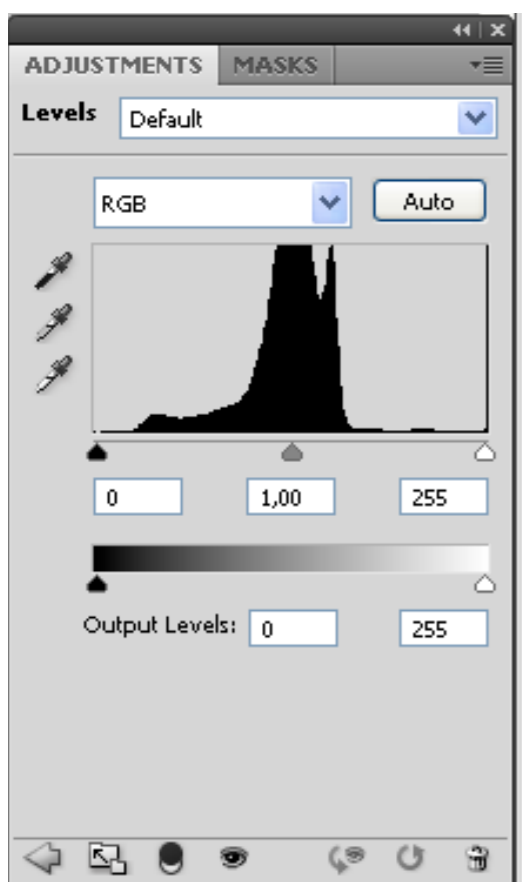 ADJUSTMENTS MASKS
Levels Default
RGB Auto
0 1,00 255
Output Levels: 0 255